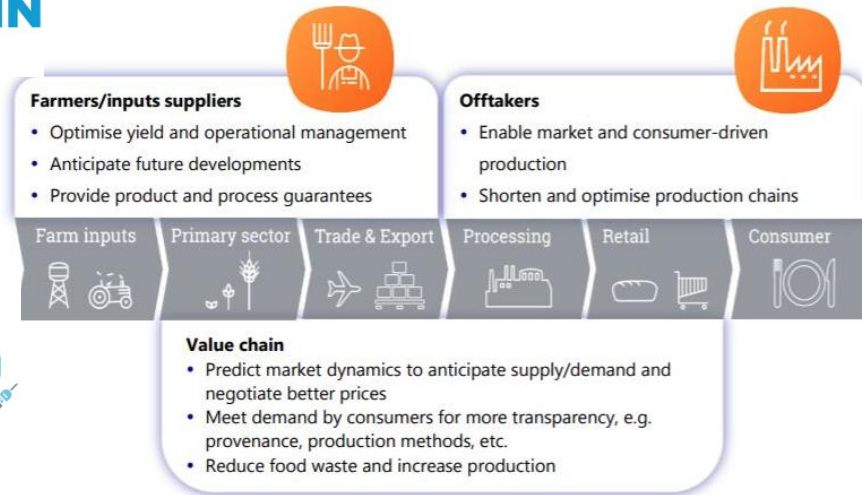 IN
Farmers/inputs suppliers
• Optimise yield and operational management
• Anticipate future developments
• Provide product and process guarantees
Offtakers
• Enable market and consumer-driven
production
• Shorten and optimise production chains
Farm inputs
Primary sector
Trade & Export
Processing
Retail
Consumer
Value chain
• Predict market dynamics to anticipate supply/demand and
negotiate better prices
• Meet demand by consumers for more transparency, e.g.
provenance, production methods, etc.
• Reduce food waste and increase production